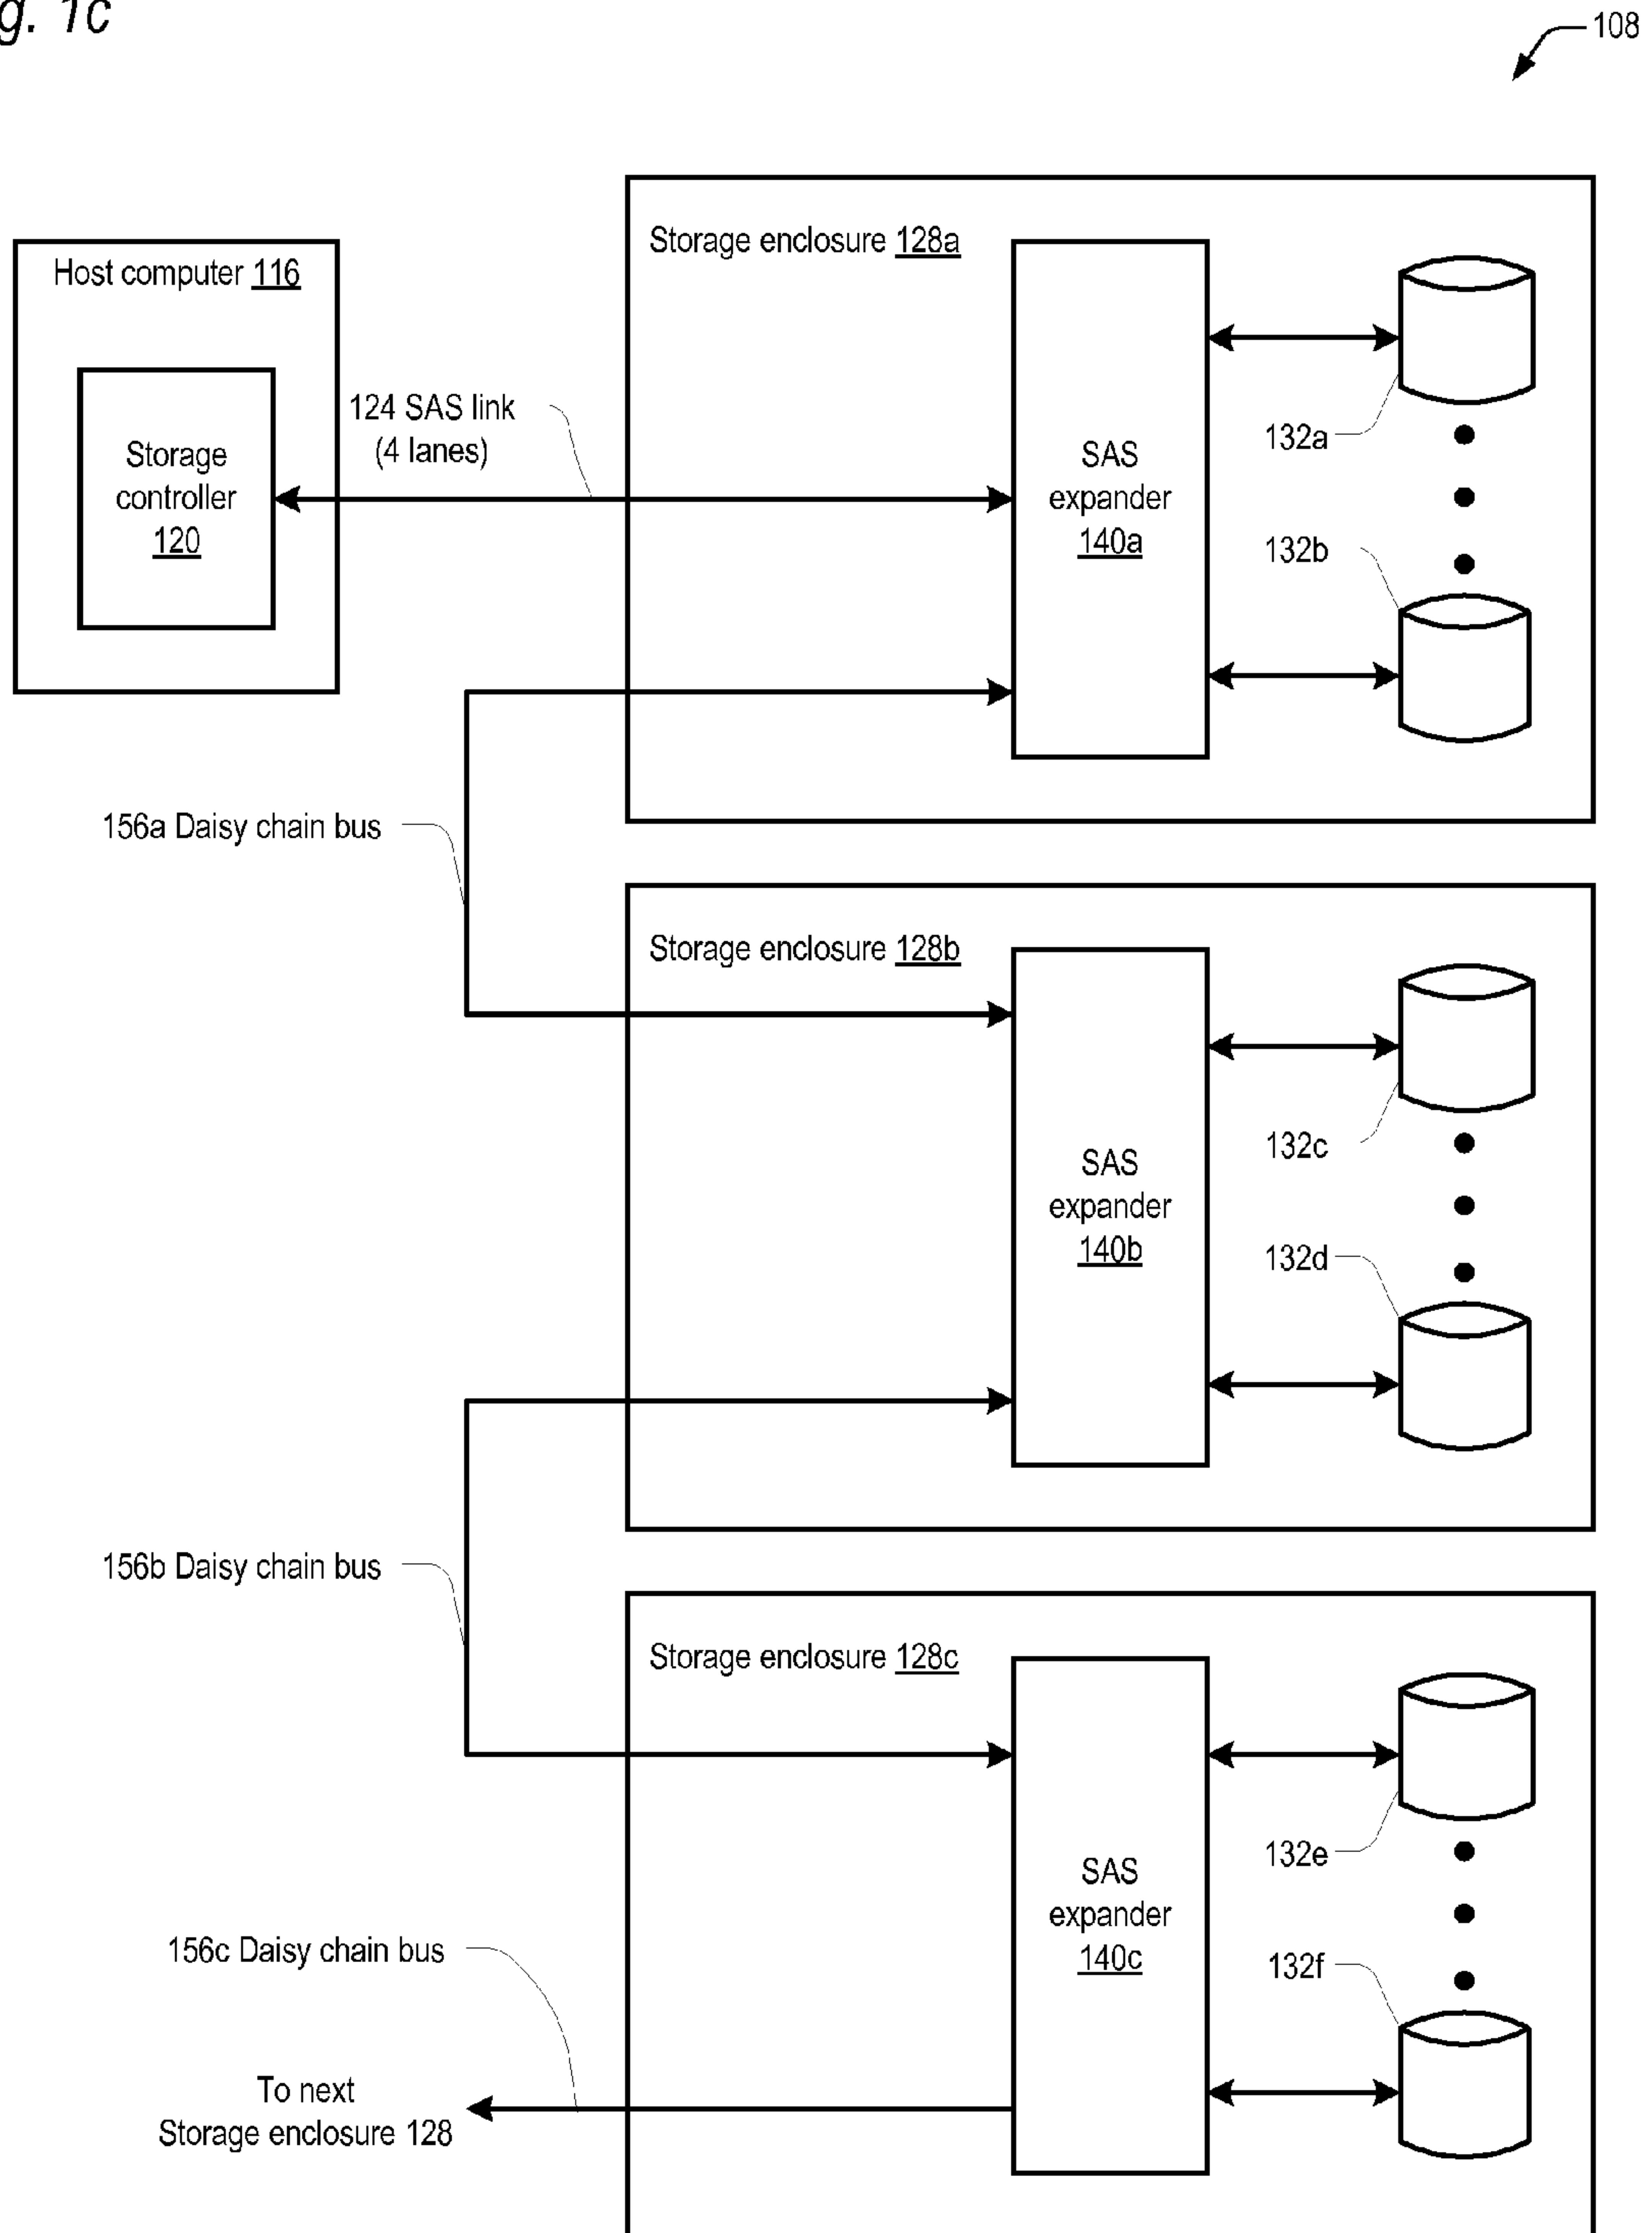 g. 1c
108
Storage enclosure 128a
Host computer 116
124 SAS link
(4 lanes)
Storage
controller
120
SAS
expander
140a
132a
132b
156a Daisy chain bus
Storage enclosure 128b
SAS
expander
140b
132c
132d
156b Daisy chain bus
Storage enclosure 128c
SAS
expander
140c
132e
132f
156c Daisy chain bus
To next
Storage enclosure 128